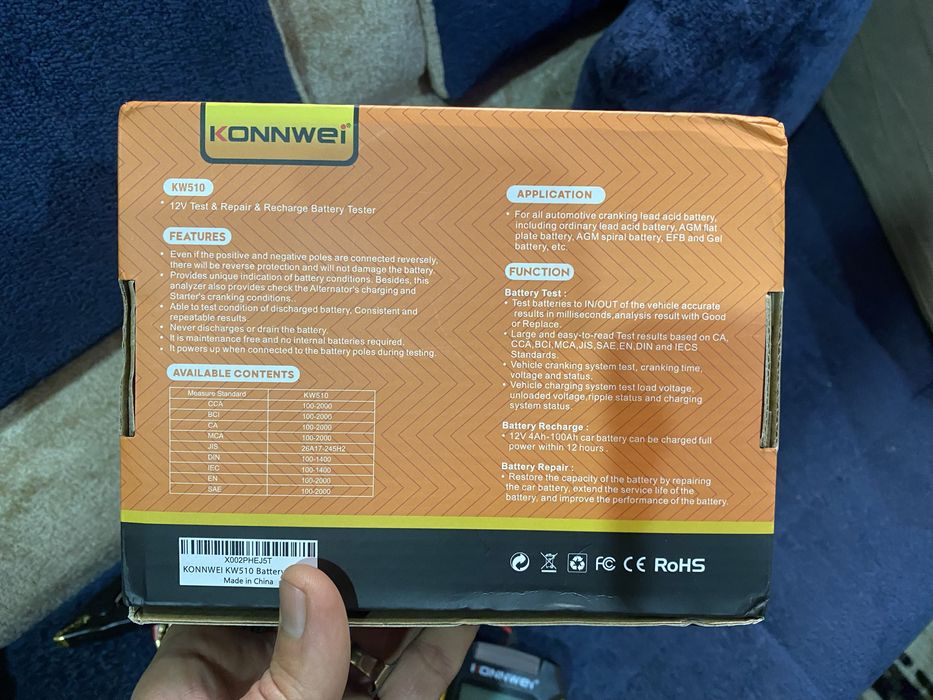 KONNWEI®
KW510
* 12V Test & Repair & Recharge Battery Tester
FEATURES
• Even if the positive and negative poles are connected reversely,
there will be reverse protection and will not damage the battery.
• Provides unique indication of battery conditions. Besides, this
analyzer also provides check the Alternator's charging and
Starter's cranking conditions..
• Able to test condition of discharged battery, Consistent and
repeatable results.
• Never discharges or drain the battery.
• It is maintenance free and no internal batteries required.
• It powers up when connected to the battery poles during testing.
AVAILABLE CONTENTS
Measure Standard KW510
CCA 100-2000
BCI 100-2000
CA 100-2000
MCA 100-2000
JIS 26A17-245H2
DIN 100-1400
IEC 100-1400
EN 100-2000
SAE 100-2000
APPLICATION
• For all automotive cranking lead acid battery,
including ordinary lead acid battery, AGM flat
plate battery, AGM spiral battery, EFB and Gel
battery, etc.
FUNCTION
Battery Test :
• Test batteries to IN/OUT of the vehicle accurate
results in milliseconds,analysis result with Good
or Replace.
• Large and easy-to-read Test results based on CA,
CCA,BCI,MCA,JIS,SAE,EN,DIN and IECS
Standards.
• Vehicle cranking system test, cranking time,
voltage and status.
• Vehicle charging system test load voltage,
unloaded voltage,ripple status and charging
system status.
Battery Recharge :
• 12V 4Ah-100Ah car battery can be charged full
power within 12 hours .
Battery Repair :
• Restore the capacity of the battery by repairing
the car battery, extend the service life of the
battery, and improve the performance of the battery.
X002PHEJ5T
KONNWEI KW510 Battery
Made in China
FC CE RoHS
KONNWEI